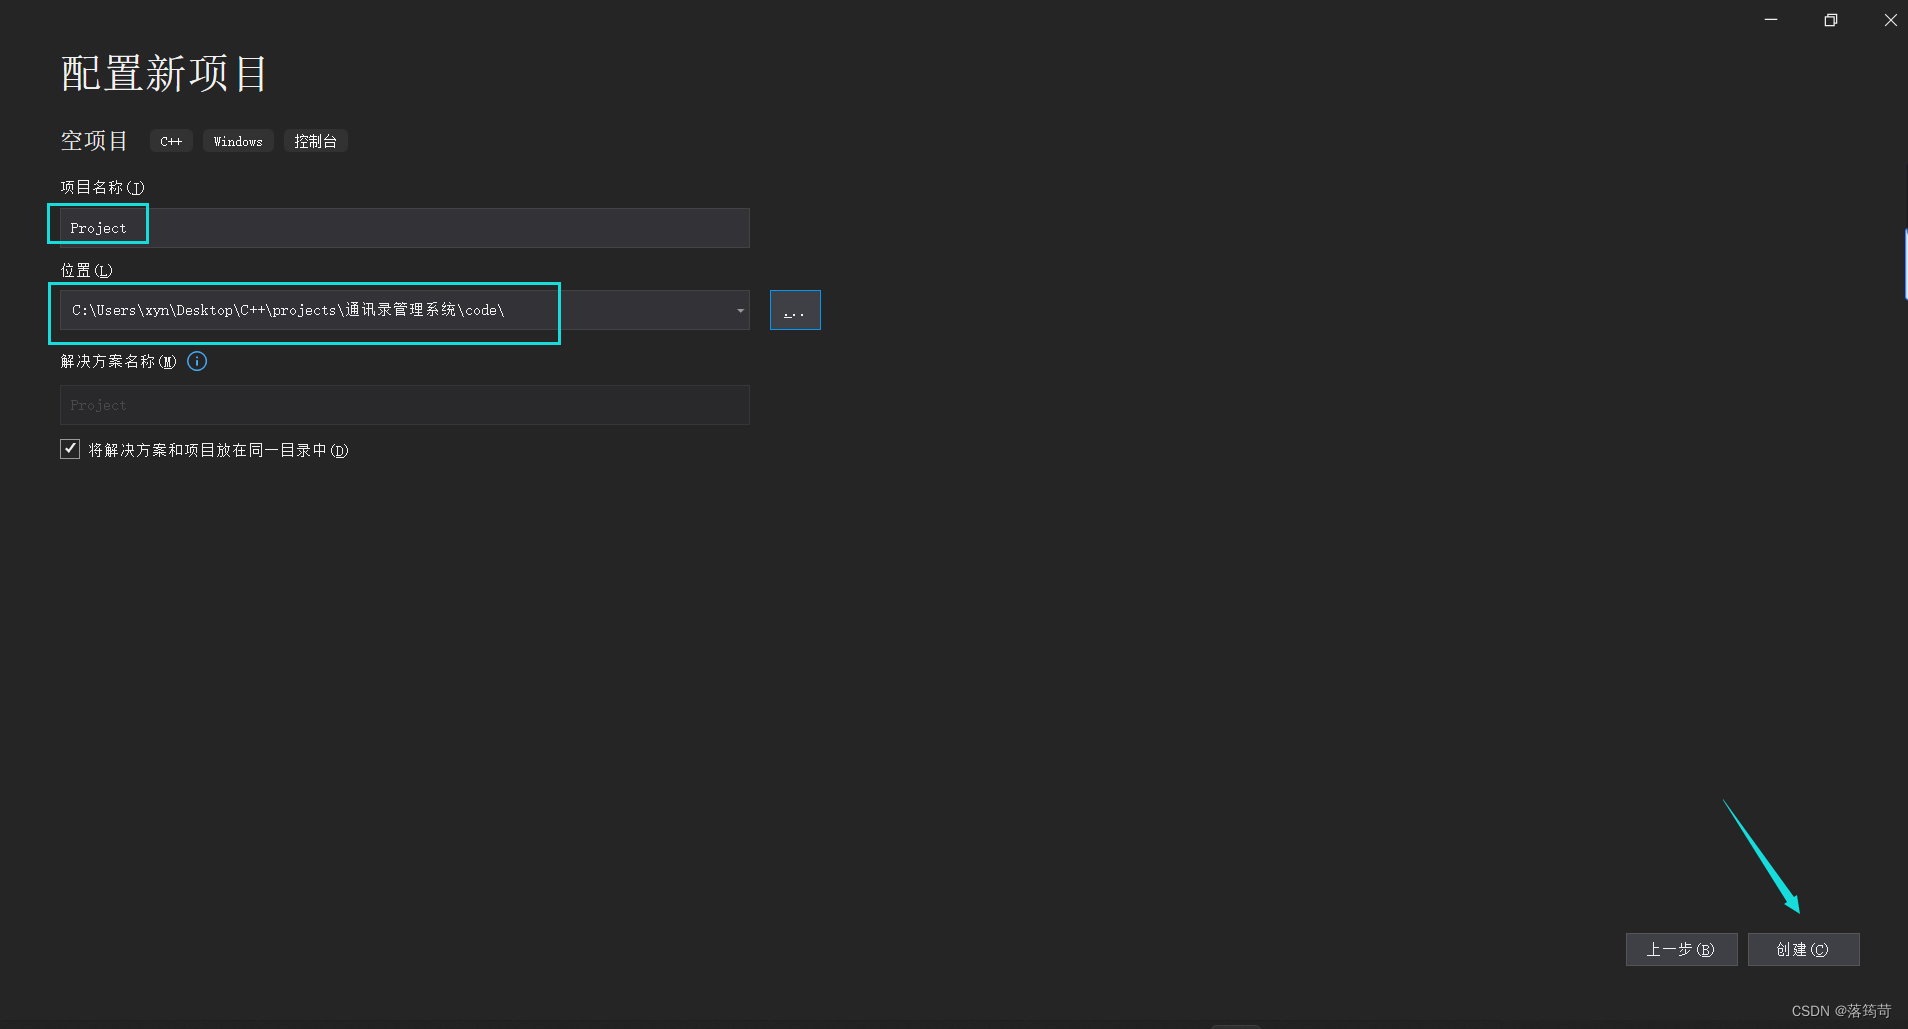 配置新项目
空项目 C++ Windows 控制台
项目名称(J)
Project
位置(L)
C:\Users\xyn\Desktop\C++\projects\通讯录管理系统\code\
...
解决方案名称(M)
Project
将解决方案和项目放在同一目录中(D)
上一步(B) 创建(C)
CSDN @落筠苛